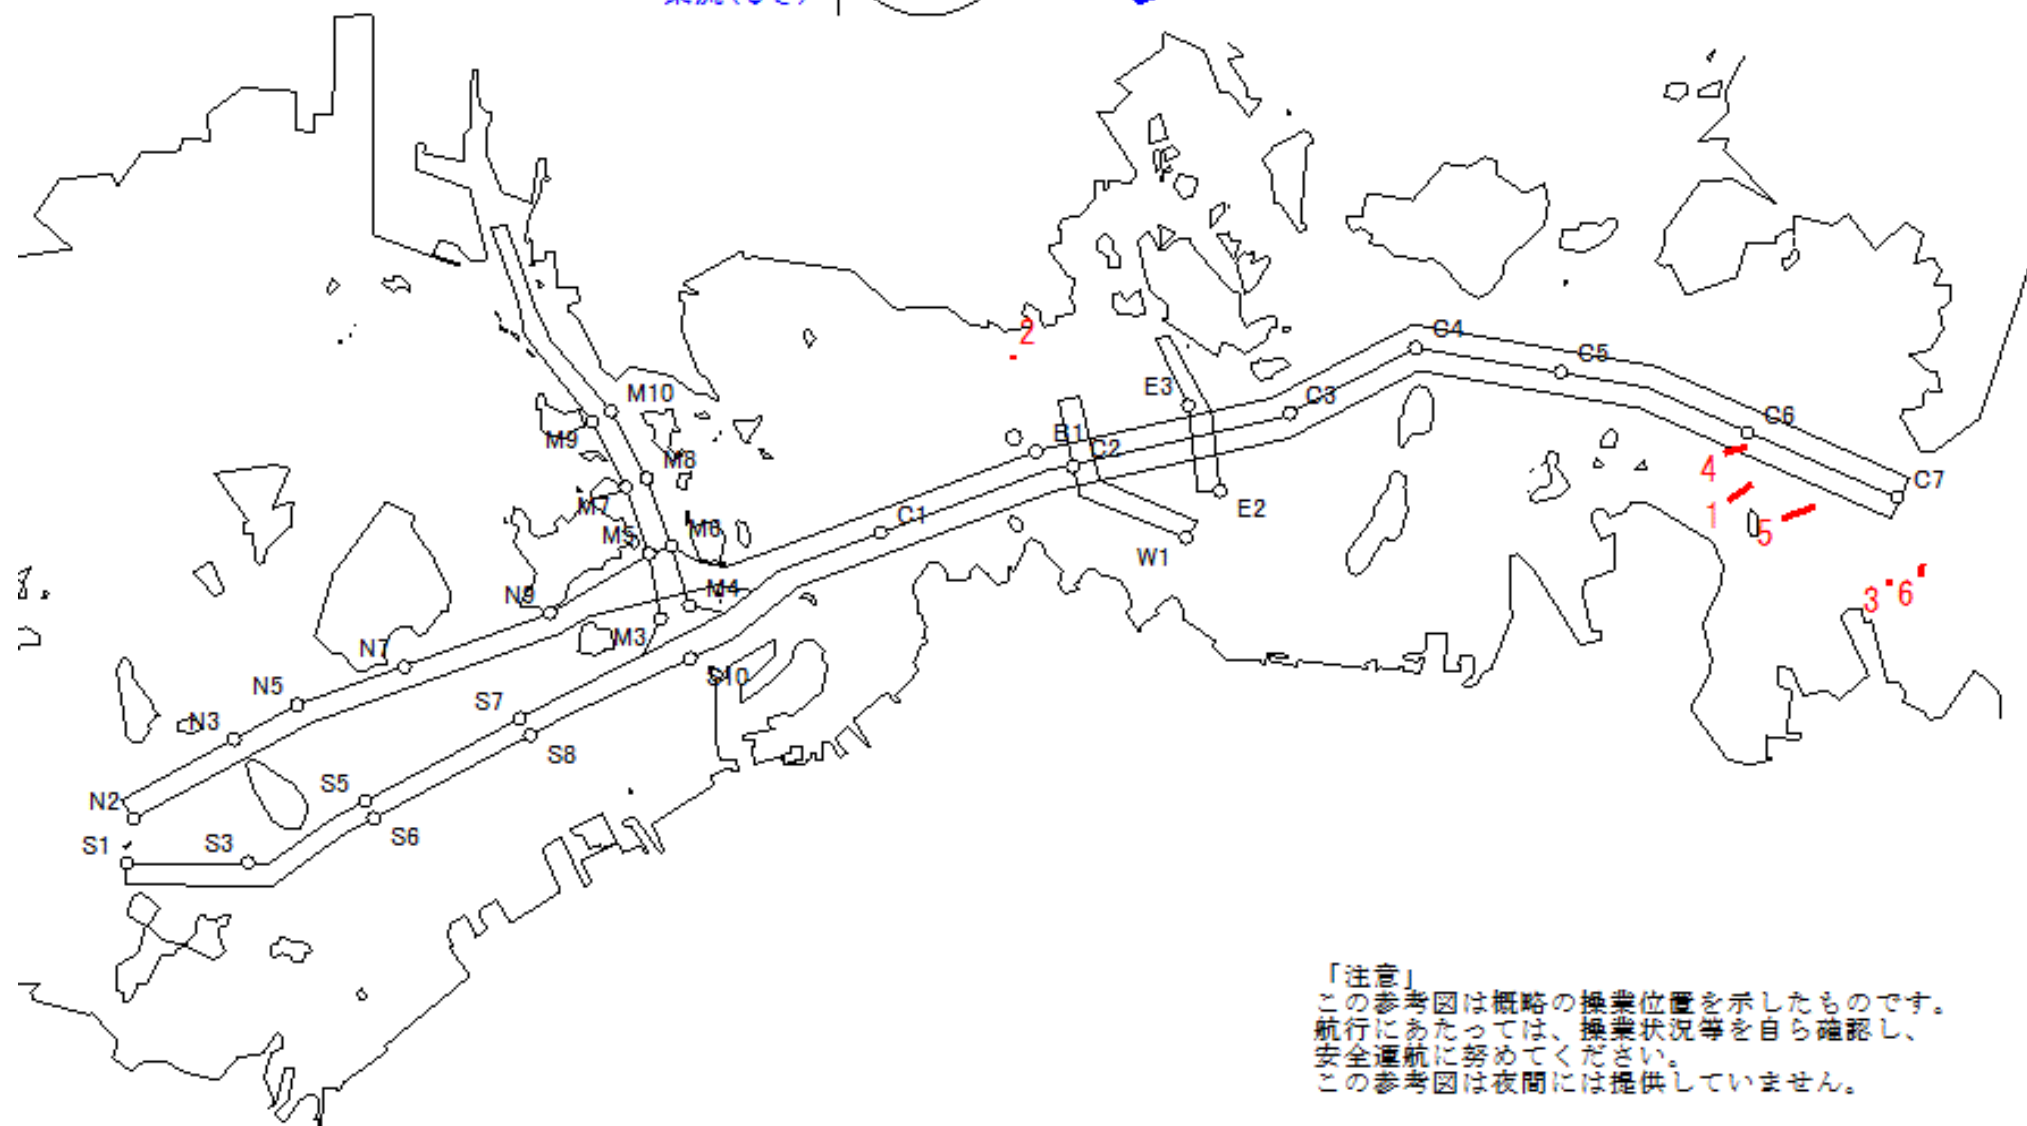 2
C4
C5
M10
E3
C3
C6
M9
B1
C2
M8
4
C7
M7
E2
1
C1
M6
M5
5
W1
N9
M4
3
6
M3
N7
S10
N5
S7
N3
S8
S5
N2
S6
S1
S3
「注意」
この参考図は概略の操業位置を示したものです。
航行にあたっては、操業状況等を自ら確認し、
安全運航に努めてください。
この参考図は夜間には提供していません。